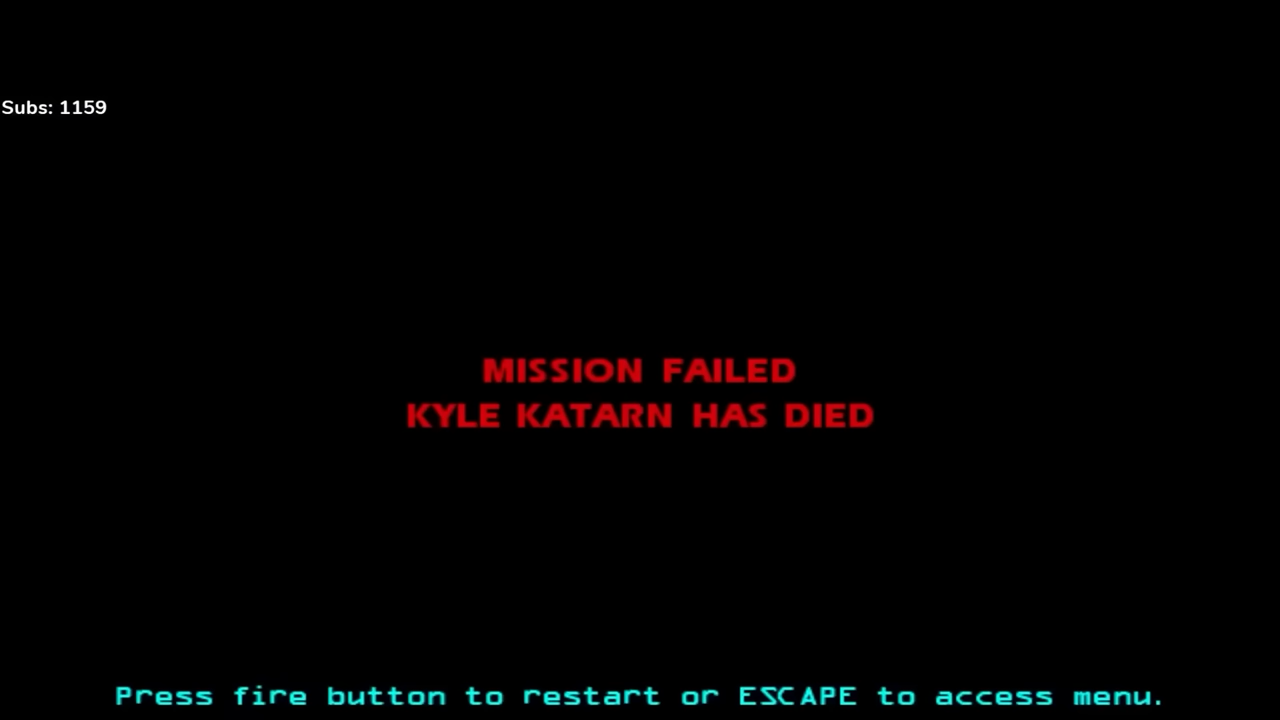 Subs: 1159
MISSION FAILED
KYLE KATARN HAS DIED
Press fire button to restart or ESCAPE to access menu.